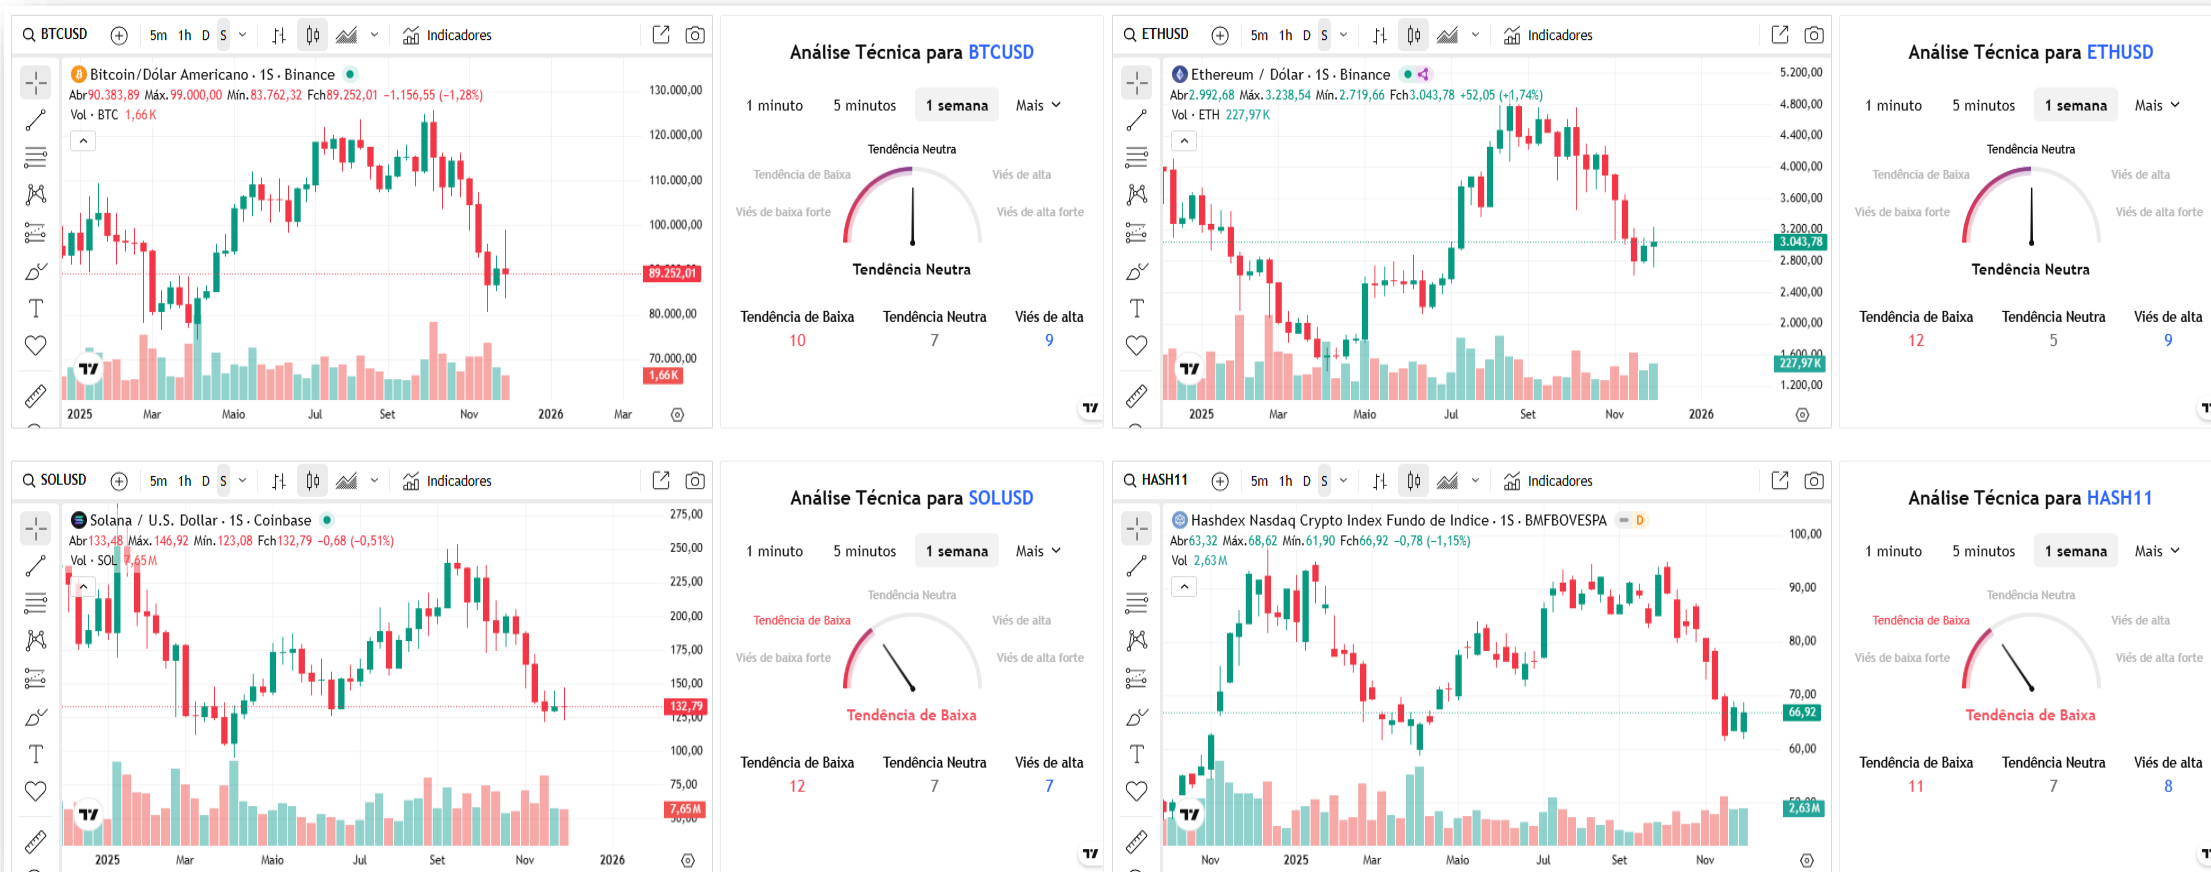 BTCUSD 5m 1h D S Indicadores
Bitcoin/Dólar Americano · 1S · Binance
Abr90.383,89 Máx.99.000,00 Mín.83.762,32 Fch89.252,01 −1.156,55 (−1,28%)
Vol · BTC 1,66K
130.000,00
120.000,00
110.000,00
100.000,00
89.252,01
80.000,00
70.000,00
1,66K
2025 Mar Maio Jul Set Nov 2026 Mar
Análise Técnica para BTCUSD
1 minuto 5 minutos 1 semana Mais
Tendência Neutra
Tendência de Baixa Viés de alta
Viés de baixa forte Viés de alta forte
Tendência Neutra
Tendência de Baixa Tendência Neutra Viés de alta
10 7 9
ETHUSD 5m 1h D S Indicadores
Ethereum / Dólar · 1S · Binance
Abr2.992,68 Máx.3.238,54 Mín.2.719,66 Fch3.043,78 +52,05 (+1,74%)
Vol · ETH 227,97K
5.200,00
4.800,00
4.400,00
4.000,00
3.600,00
3.200,00
3.043,78
2.800,00
2.400,00
2.000,00
1.600,00
227,97K
1.200,00
2025 Mar Maio Jul Set Nov 2026
Análise Técnica para ETHUSD
1 minuto 5 minutos 1 semana Mais
Tendência Neutra
Tendência de Baixa Viés de alta
Viés de baixa forte Viés de alta forte
Tendência Neutra
Tendência de Baixa Tendência Neutra Viés de alta
12 5 9
SOLUSD 5m 1h D S Indicadores
Solana / U.S. Dollar · 1S · Coinbase
Abr133,48 Máx.146,92 Mín.123,08 Fch132,79 −0,68 (−0,51%)
Vol · SOL 7,65M
275,00
250,00
225,00
200,00
175,00
150,00
132,79
125,00
100,00
75,00
7,65M
50,00
2025 Mar Maio Jul Set Nov 2026
Análise Técnica para SOLUSD
1 minuto 5 minutos 1 semana Mais
Tendência Neutra
Tendência de Baixa Viés de alta
Viés de baixa forte Viés de alta forte
Tendência de Baixa
Tendência de Baixa Tendência Neutra Viés de alta
12 7 7
HASH11 5m 1h D S Indicadores
Hashdex Nasdaq Crypto Index Fundo de Indice · 1S · BMFBOVESPA D
Abr63,32 Máx.68,62 Mín.61,90 Fch66,92 −0,78 (−1,15%)
Vol 2,63M
100,00
90,00
80,00
70,00
66,92
60,00
2,63M
Nov 2025 Mar Maio Jul Set Nov
Análise Técnica para HASH11
1 minuto 5 minutos 1 semana Mais
Tendência Neutra
Tendência de Baixa Viés de alta
Viés de baixa forte Viés de alta forte
Tendência de Baixa
Tendência de Baixa Tendência Neutra Viés de alta
11 7 8